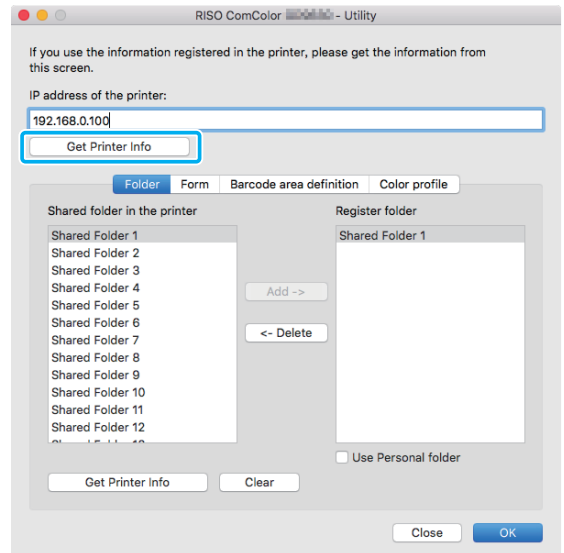 RISO ComColor - Utility
If you use the information registered in the printer, please get the information from
this screen.
IP address of the printer:
192.168.0.100
Get Printer Info
Folder Form Barcode area definition Color profile
Shared folder in the printer
Shared Folder 1
Shared Folder 2
Shared Folder 3
Shared Folder 4
Shared Folder 5
Shared Folder 6
Shared Folder 7
Shared Folder 8
Shared Folder 9
Shared Folder 10
Shared Folder 11
Shared Folder 12
Add ->
<- Delete
Register folder
Shared Folder 1
Use Personal folder
Get Printer Info
Clear
Close
OK